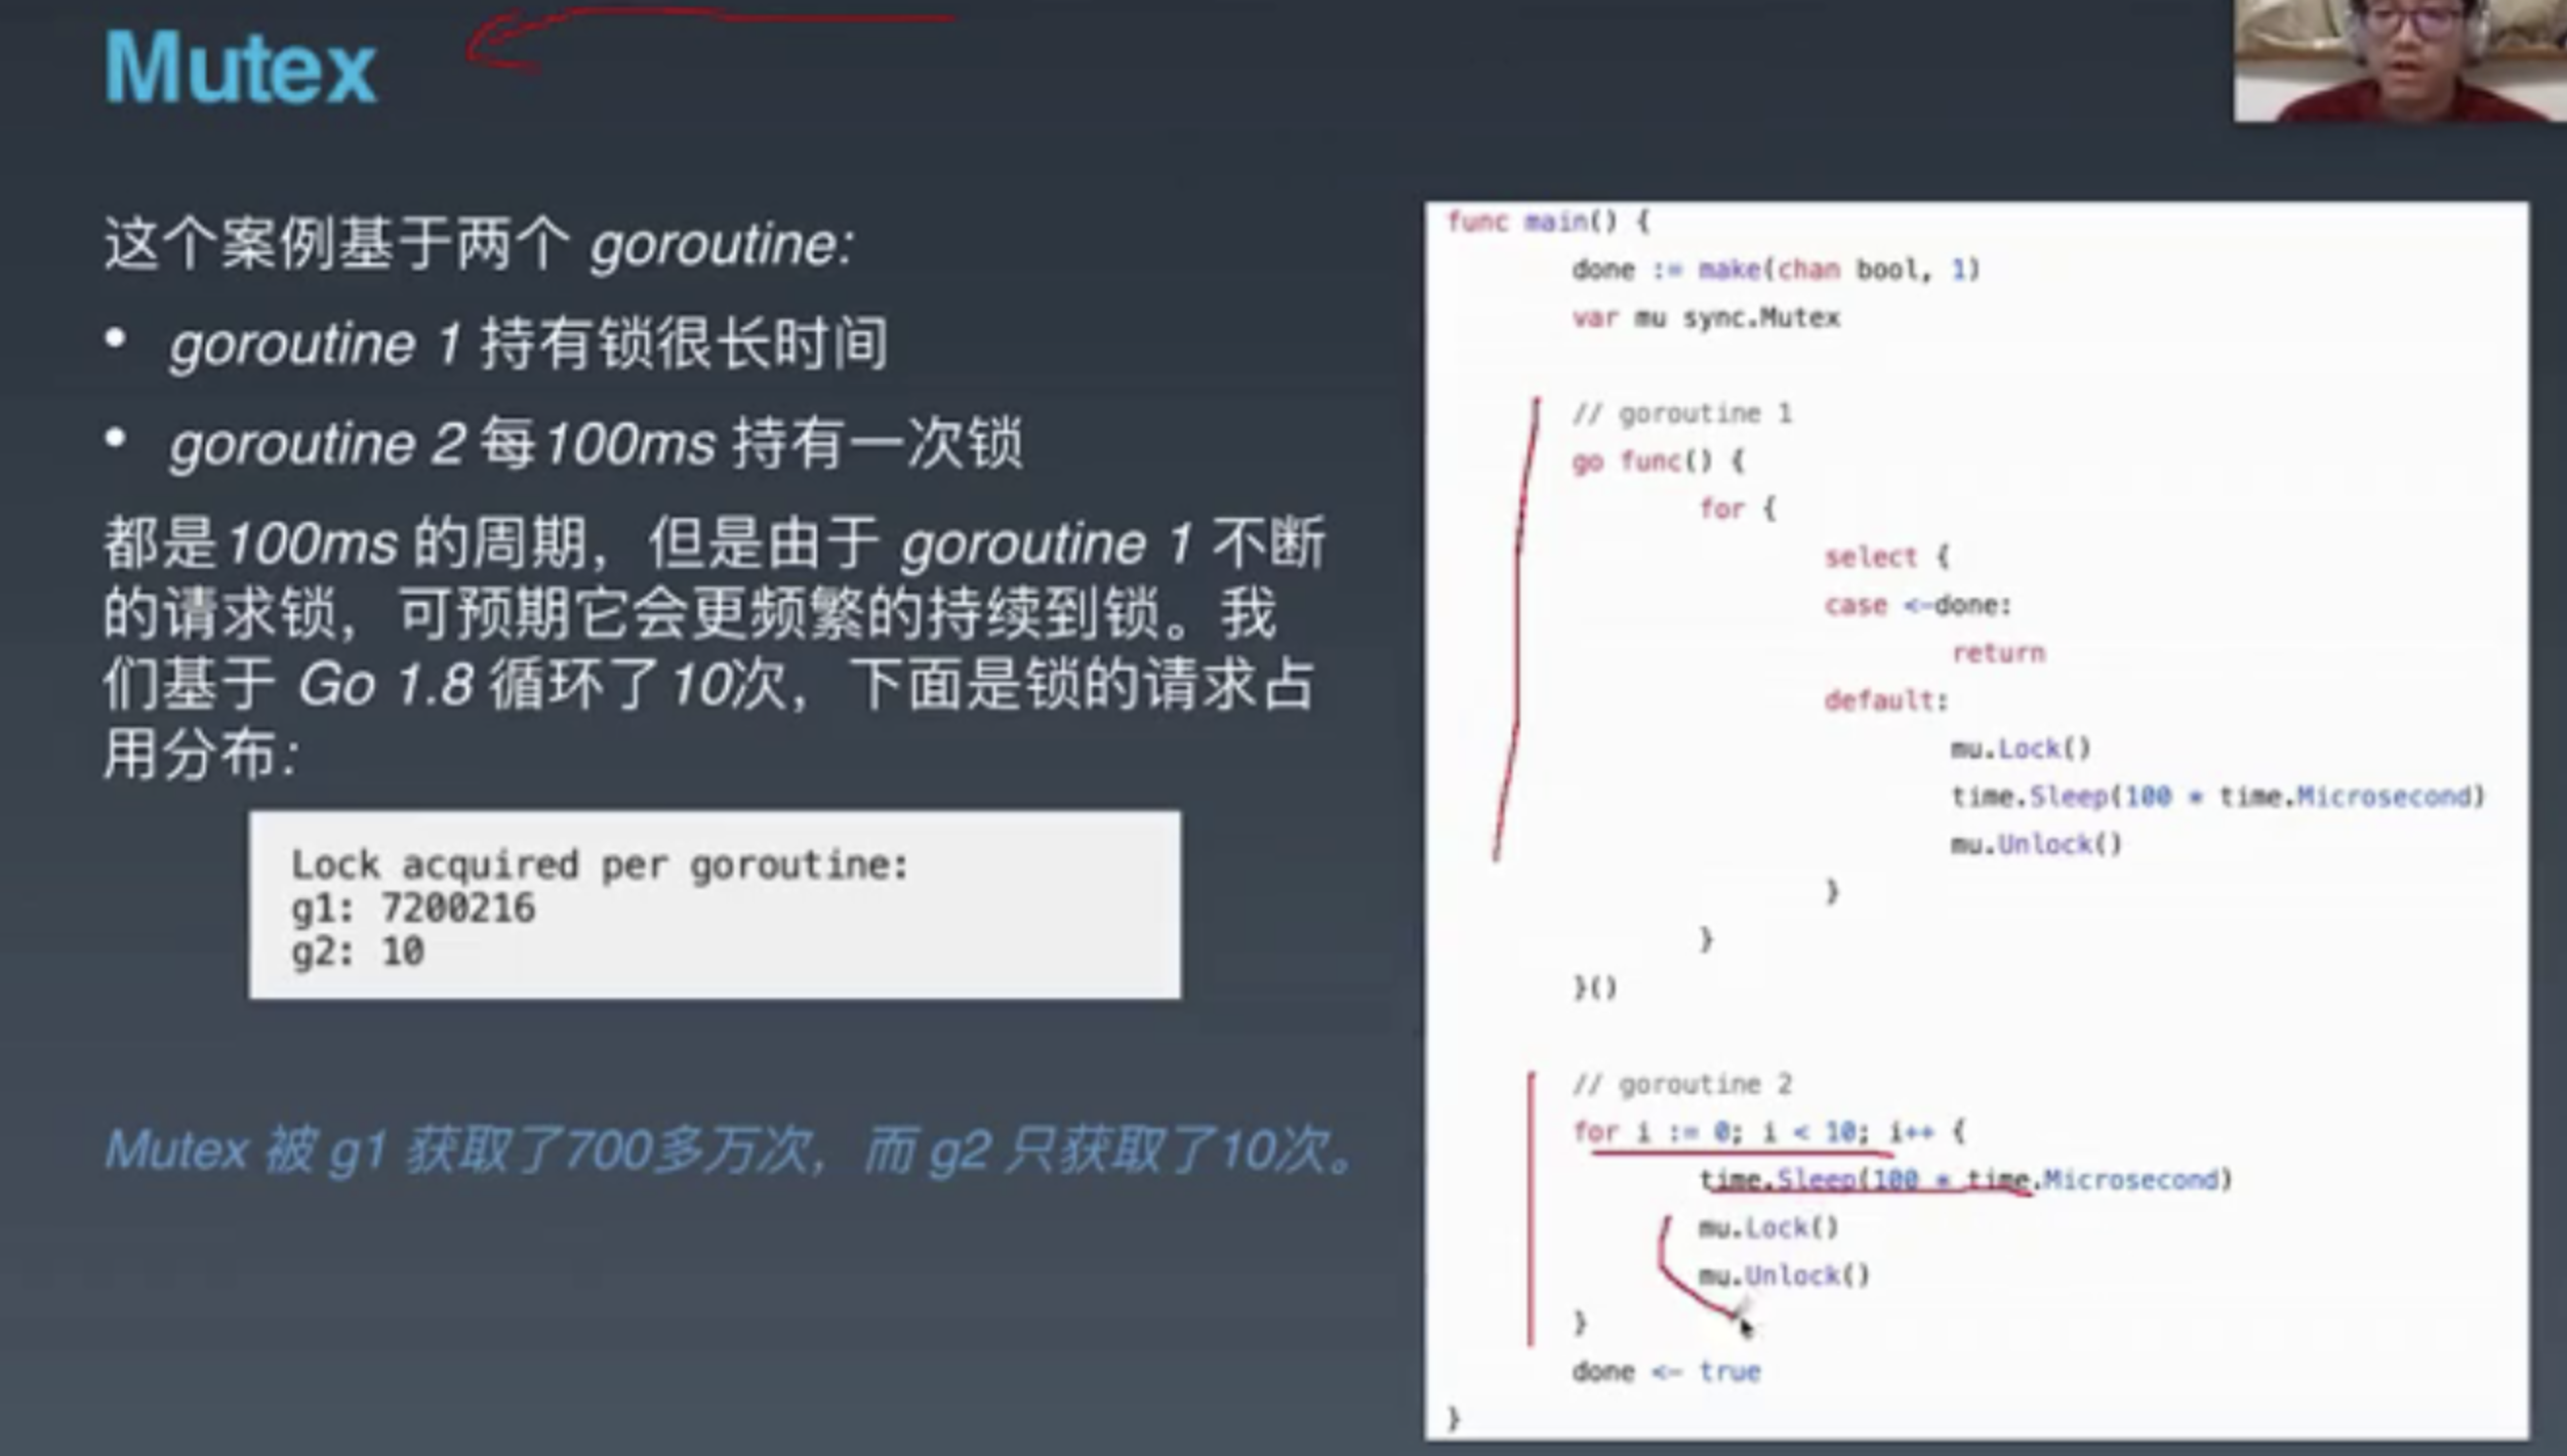 Mutex
这个案例基于两个 goroutine:
• goroutine 1 持有锁很长时间
• goroutine 2 每100ms 持有一次锁
都是100ms 的周期，但是由于 goroutine 1 不断
的请求锁，可预期它会更频繁的持续到锁。我
们基于 Go 1.8 循环了10次，下面是锁的请求占
用分布：
Lock acquired per goroutine:
g1: 7200216
g2: 10
Mutex 被 g1 获取了700多万次，而 g2 只获取了10次。
func main() {
done := make(chan bool, 1)
var mu sync.Mutex
// goroutine 1
go func() {
for {
select {
case <-done:
return
default:
mu.Lock()
time.Sleep(100 * time.Microsecond)
mu.Unlock()
}
}
}()
// goroutine 2
for i := 0; i < 10; i++ {
time.Sleep(100 * time.Microsecond)
mu.Lock()
mu.Unlock()
}
done <- true
}